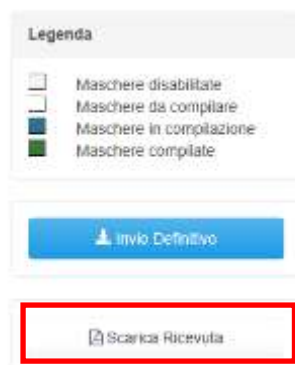 Legenda
Maschere disabilitate
Maschere da compilare
Maschere in compilazione
Maschere compilate
Invio Definitivo
Scarica Ricevuta